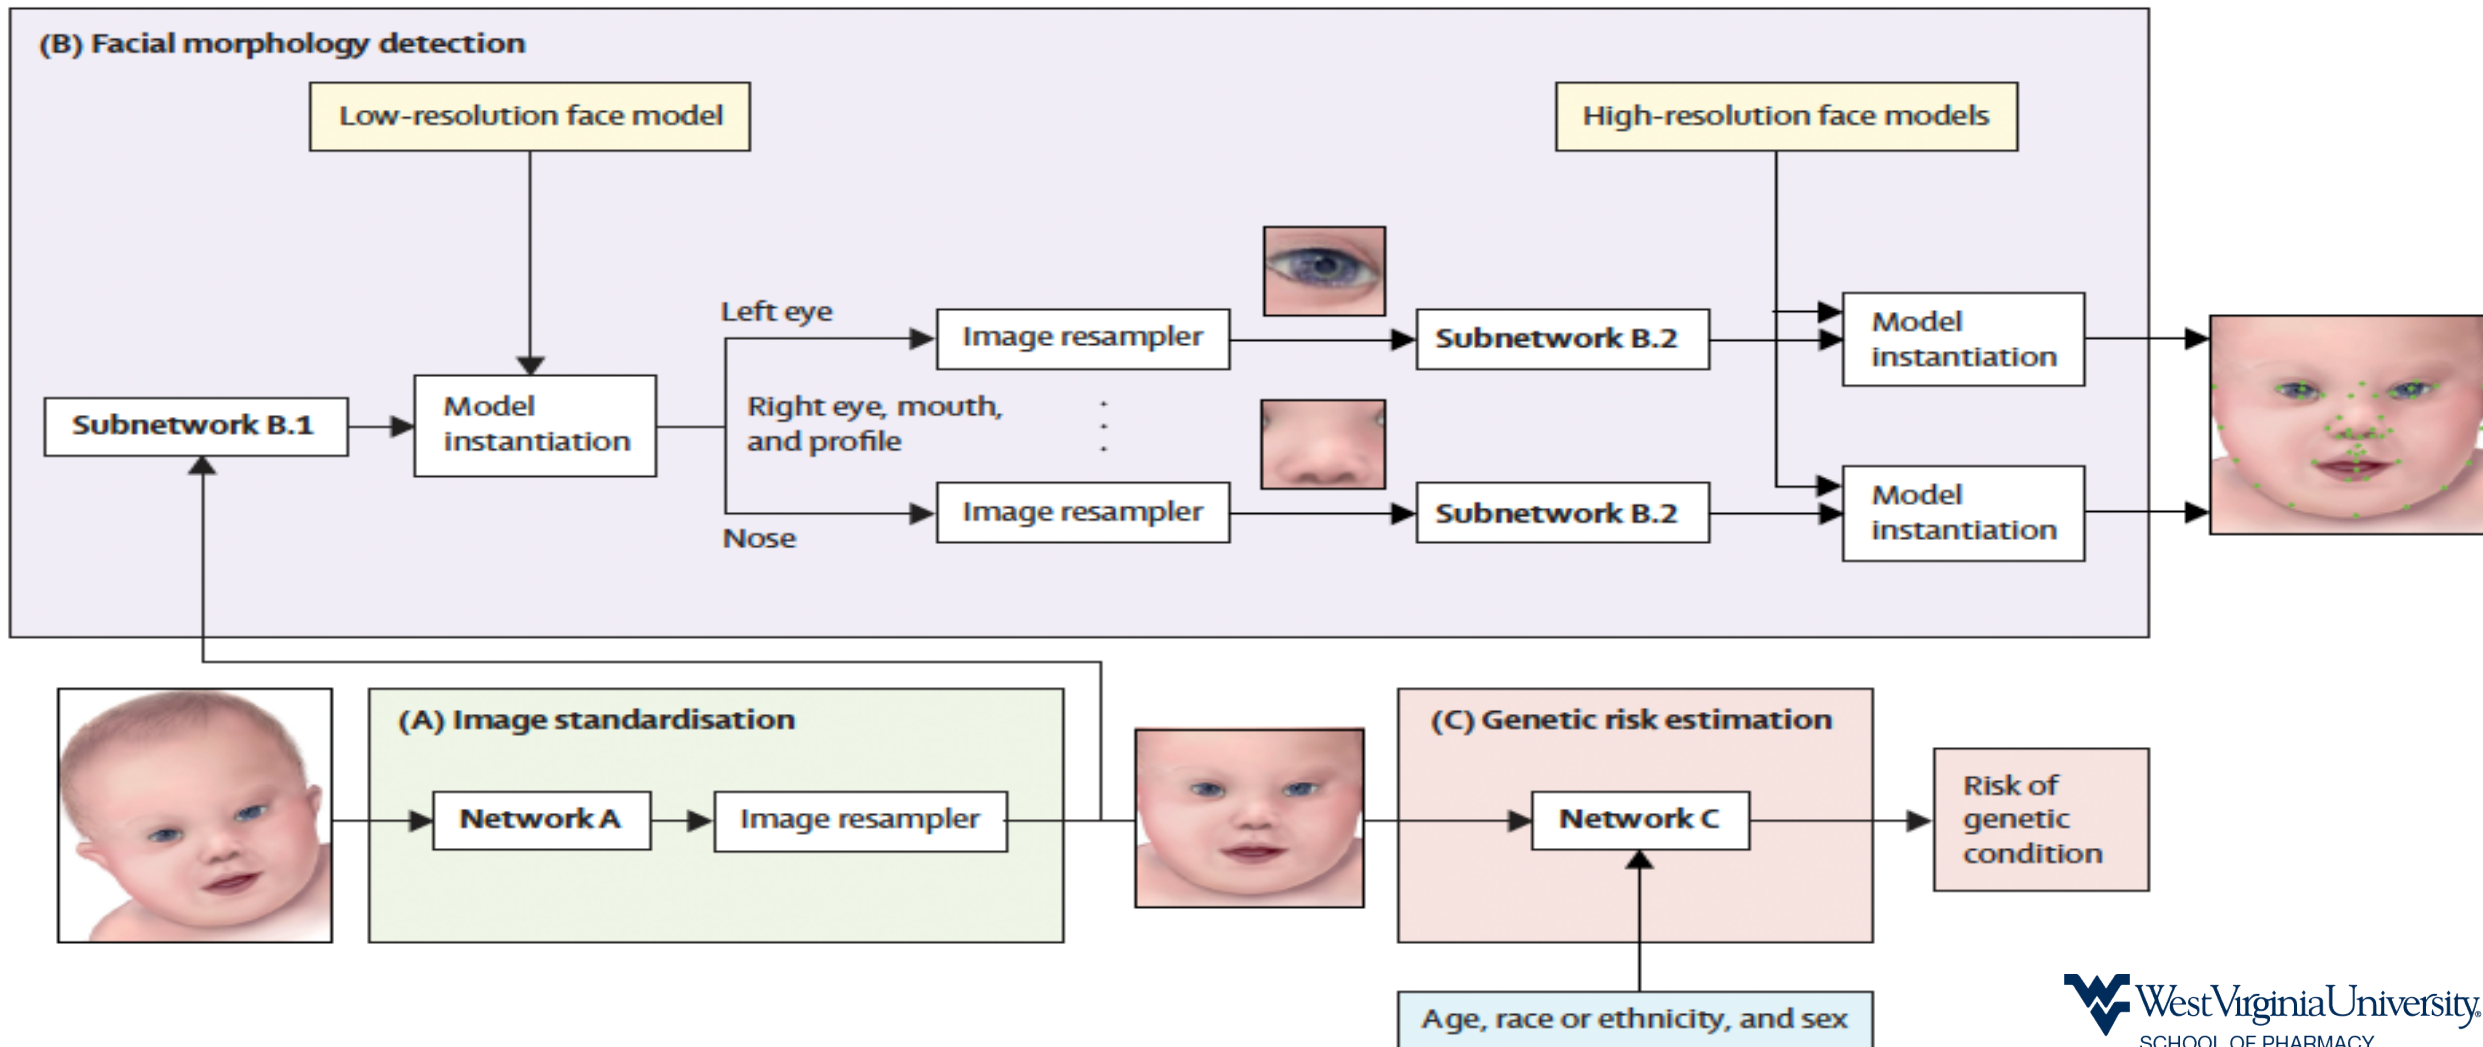 (B) Facial morphology detection
Low-resolution face model
High-resolution face models
Left eye
Image resampler
Subnetwork B.2
Model
instantiation
Subnetwork B.1
Model
instantiation
Right eye, mouth,
and profile
Nose
Image resampler
Subnetwork B.2
Model
instantiation
(A) Image standardisation
Network A
Image resampler
(C) Genetic risk estimation
Network C
Risk of
genetic
condition
Age, race or ethnicity, and sex
WestVirginiaUniversity®
SCHOOL OF PHARMACY